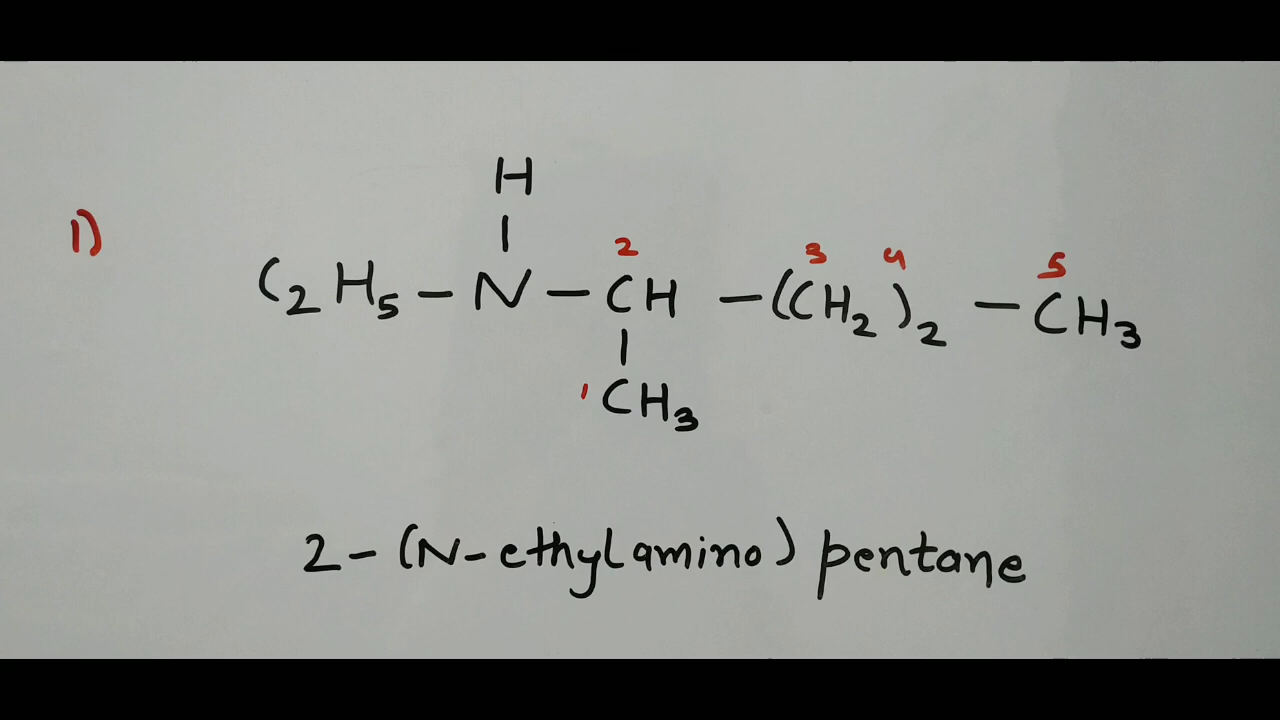 H
1)
|
2 3 4 5
C2H5 – N – CH – (CH2)2 – CH3
|
1 CH3
2 – (N-ethylamino) pentane